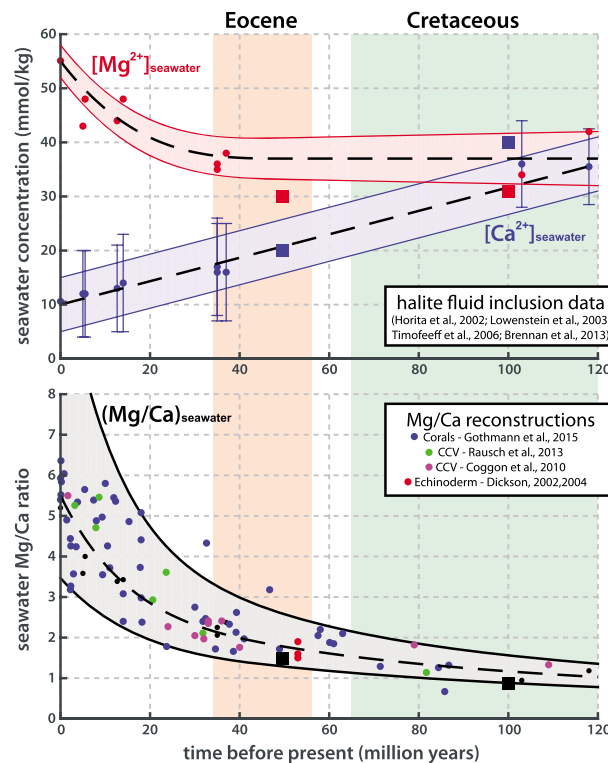 Eocene Cretaceous
60
[Mg2+]seawater
50
40
30
[Ca2+]seawater
20
10
halite fluid inclusion data
(Horita et al., 2002; Lowenstein et al., 2003
Timofeeff et al., 2006; Brennan et al., 2013)
0
0 20 40 60 80 100 120
seawater concentration (mmol/kg)
8
(Mg/Ca)seawater
7
Mg/Ca reconstructions
Corals - Gothmann et al., 2015
CCV - Rausch et al., 2013
CCV - Coggon et al., 2010
Echinoderm - Dickson, 2002,2004
6
5
4
3
2
1
0
0 20 40 60 80 100 120
seawater Mg/Ca ratio
time before present (million years)